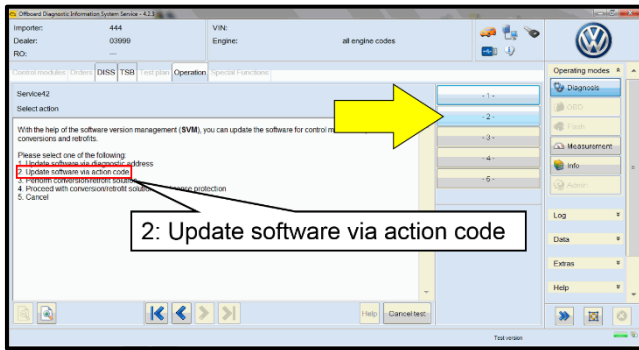 Offboard Diagnostic Information System Service - 4.2.3
Importer: 444 VIN:
Dealer: 03999 Engine: all engine codes
RO: ---
Control modules Orders DISS TSB Test plan Operation Special Functions
Operating modes
Service42
Select action
With the help of the software version management (SVM), you can update the software for control
conversions and retrofits.
Please select one of the following:
1. Update software via diagnostic address
2. Update software via action code
3. Perform conversion/retrofit
4. Proceed with conversion/retrofit protection
5. Cancel
- 1 -
- 2 -
- 3 -
- 4 -
- 5 -
2: Update software via action code
Diagnosis
OBD
Flash
Measurement
Info
Admin
Log
Data
Extras
Help
Help Cancel test
Test version